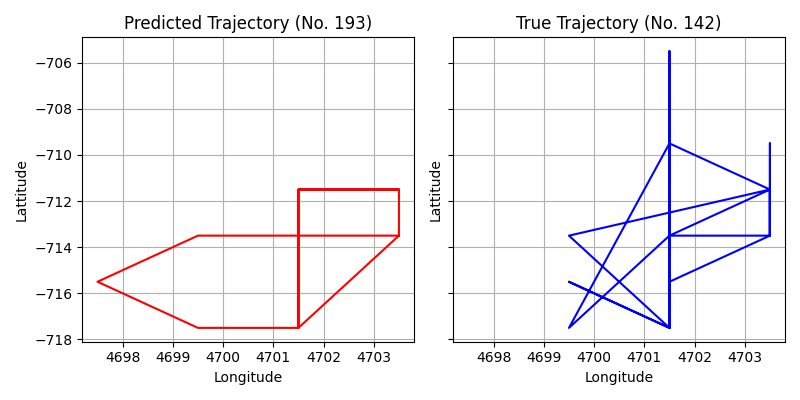 Predicted Trajectory (No. 193)
True Trajectory (No. 142)
−706
−708
−710
−712
−714
−716
−718
Lattitude
Lattitude
4698 4699 4700 4701 4702 4703
4698 4699 4700 4701 4702 4703
Longitude
Longitude